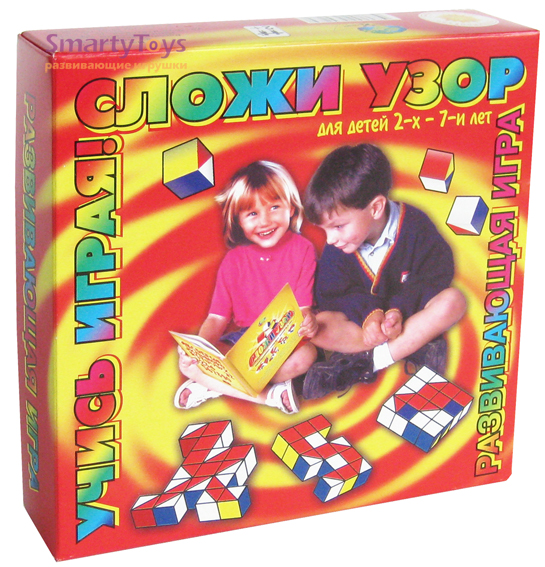 SmartyToys
развивающие игрушки
СЛОЖИ УЗОР
для детей 2-х - 7-и лет
УЧИСЬ ИГРАЯ!
РАЗВИВАЮЩАЯ ИГРА
РАЗВИВАЮЩАЯ ИГРА